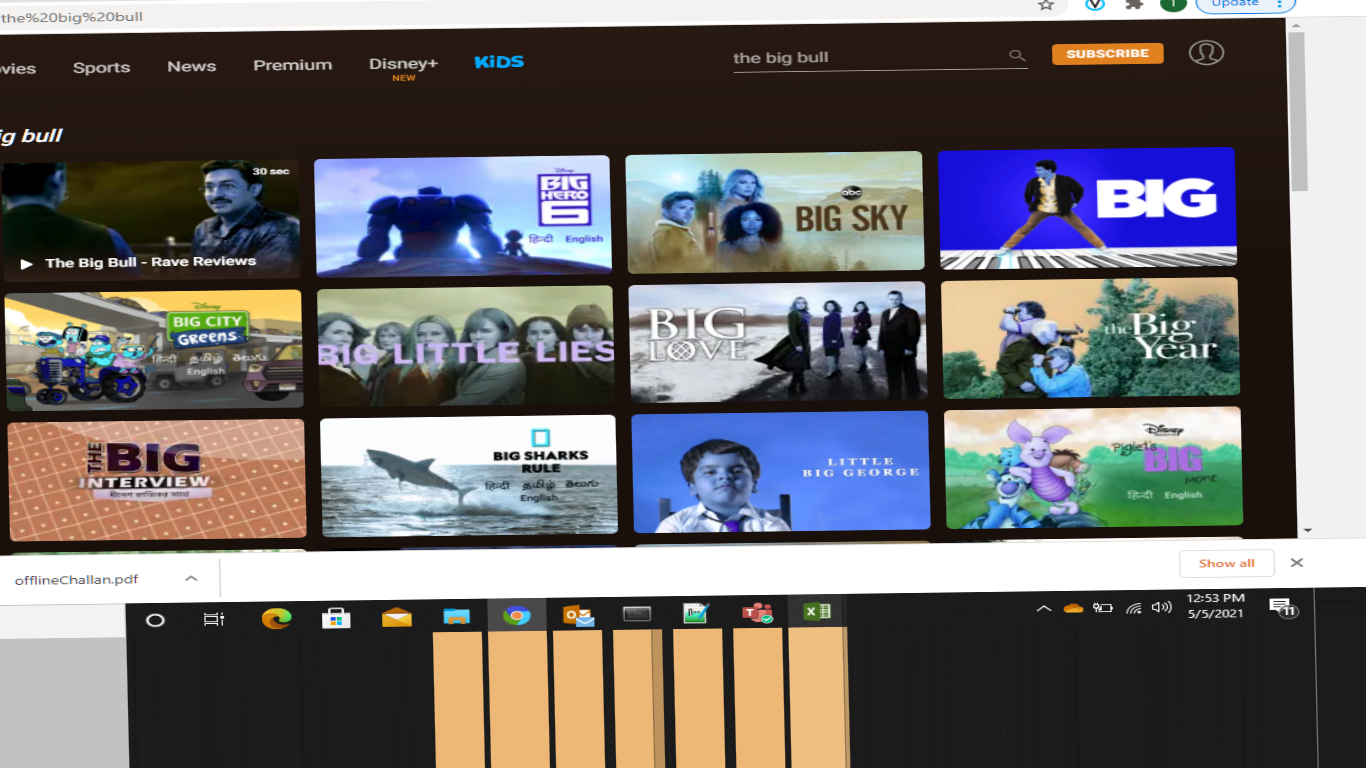 the%20big%20bull
Update
vies
Sports
News
Premium
Disney+
NEW
KiDS
the big bull
SUBSCRIBE
ig bull
30 sec
The Big Bull - Rave Reviews
Disney
BIG
HERO
6
हिन्दी English
abc
BIG SKY
BIG
Disney
BIG CITY
GREENS
हिन्दी தமிழ் తెలుగు
English
BIG LITTLE LIES
BIG
LOVE
the Big
Year
THE
BIG
INTERVIEW
BIG SHARKS
RULE
हिन्दी தமிழ் తెలుగు
English
LITTLE
BIG GEORGE
Disney
Piglet's
BIG
MOVIE
हिन्दी English
offlineChallan.pdf
Show all
12:53 PM
5/5/2021
11